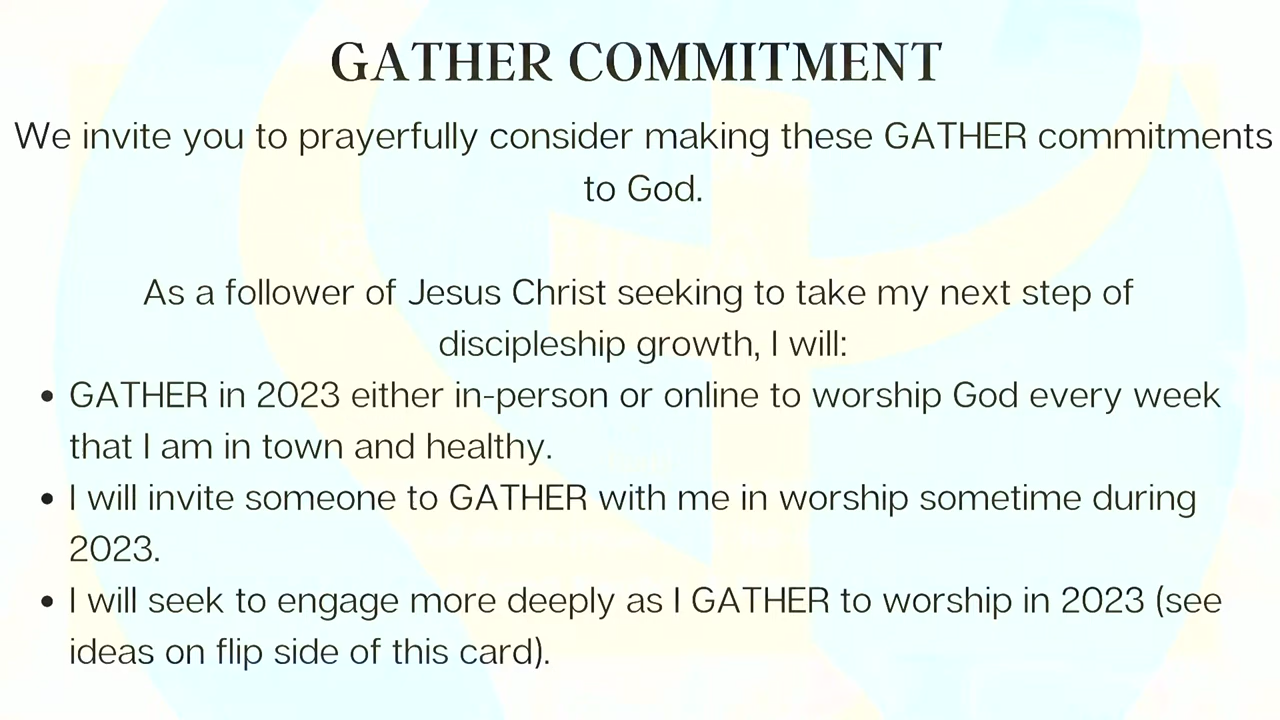 GATHER COMMITMENT
We invite you to prayerfully consider making these GATHER commitments
to God.
As a follower of Jesus Christ seeking to take my next step of
discipleship growth, I will:
• GATHER in 2023 either in-person or online to worship God every week
that I am in town and healthy.
• I will invite someone to GATHER with me in worship sometime during
2023.
• I will seek to engage more deeply as I GATHER to worship in 2023 (see
ideas on flip side of this card).